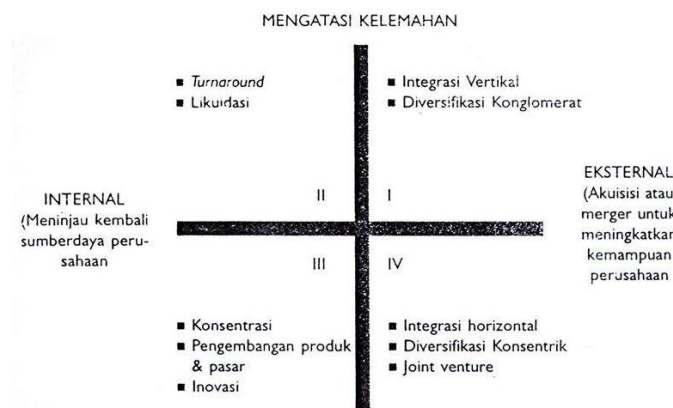 MENGATASI KELEMAHAN
■ Turnaround
■ Likuidasi
■ Integrasi Vertikal
■ Diversifikasi Konglomerat
INTERNAL
(Meninjau kembali
sumberdaya peru-
sahaan
II
I
EKSTERNAL
(Akuisisi atau
merger untuk
meningkatkan
kemampuan
perusahaan
III
IV
■ Konsentrasi
■ Pengembangan produk
& pasar
■ Inovasi
■ Integrasi horizontal
■ Diversifikasi Konsentrik
■ Joint venture